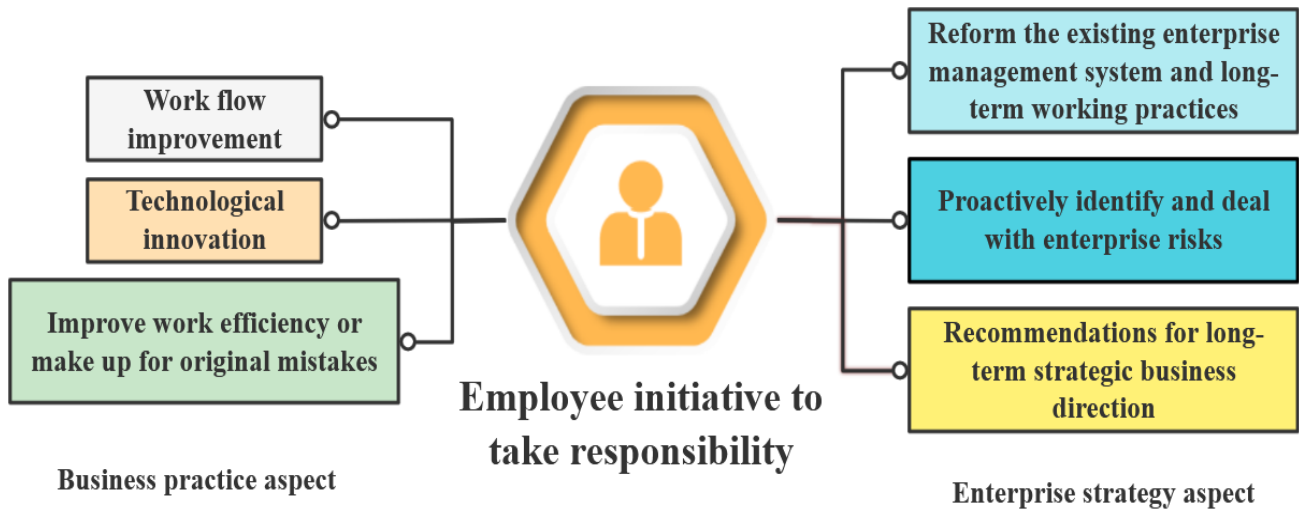 Work flow
improvement
Technological
innovation
Improve work efficiency or
make up for original mistakes
Business practice aspect
Employee initiative to
take responsibility
Reform the existing enterprise
management system and long-
term working practices
Proactively identify and deal
with enterprise risks
Recommendations for long-
term strategic business
direction
Enterprise strategy aspect